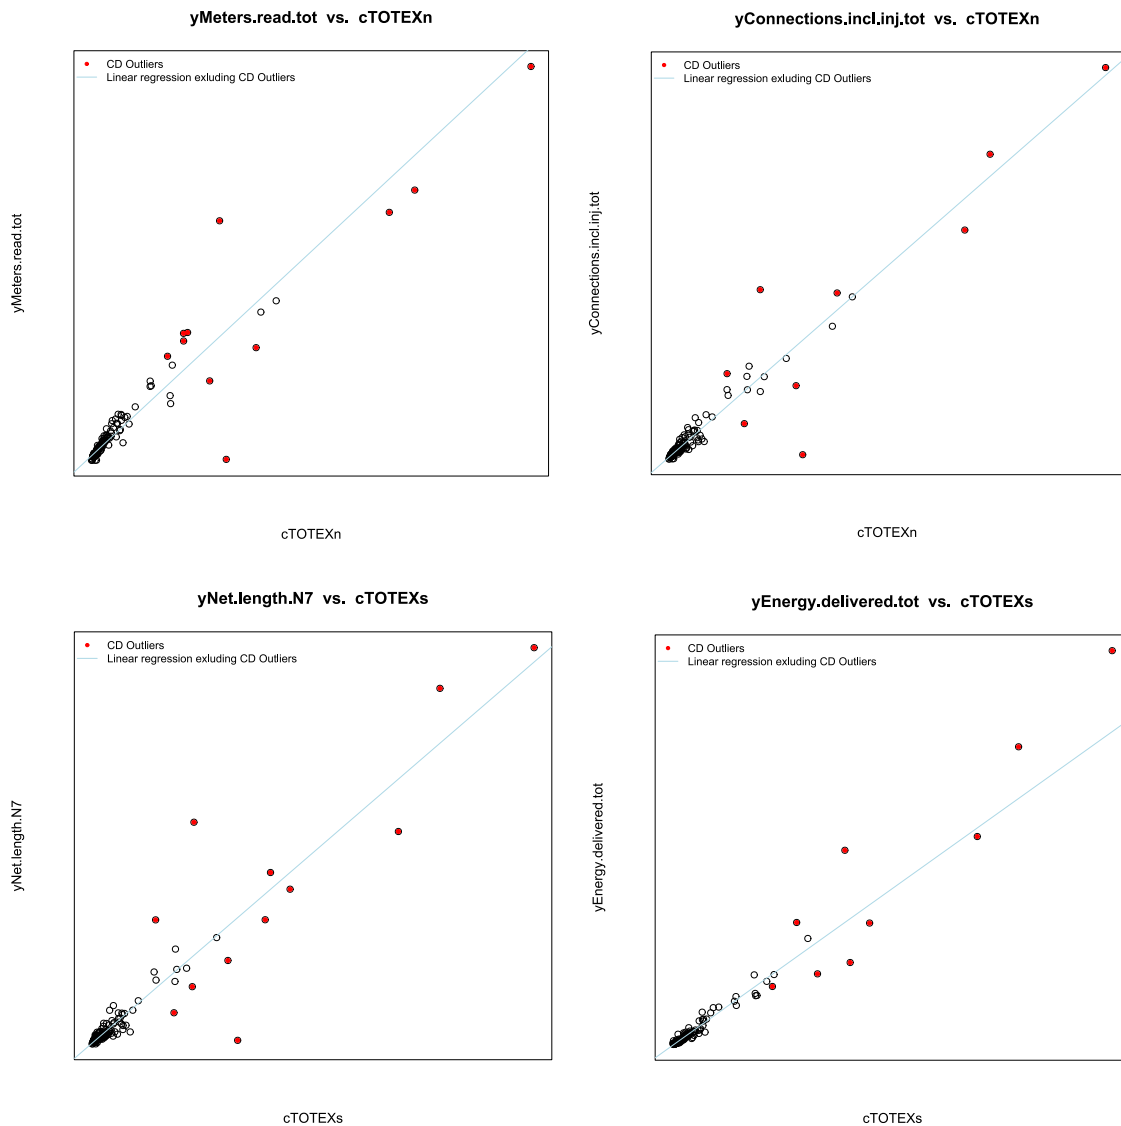 yMeters.read.tot vs. cTOTEXn
CD Outliers
Linear regression exluding CD Outliers
yMeters.read.tot
cTOTEXn
yConnections.incl.inj.tot vs. cTOTEXn
CD Outliers
Linear regression exluding CD Outliers
yConnections.incl.inj.tot
cTOTEXn
yNet.length.N7 vs. cTOTEXs
CD Outliers
Linear regression exluding CD Outliers
yNet.length.N7
cTOTEXs
yEnergy.delivered.tot vs. cTOTEXs
CD Outliers
Linear regression exluding CD Outliers
yEnergy.delivered.tot
cTOTEXs